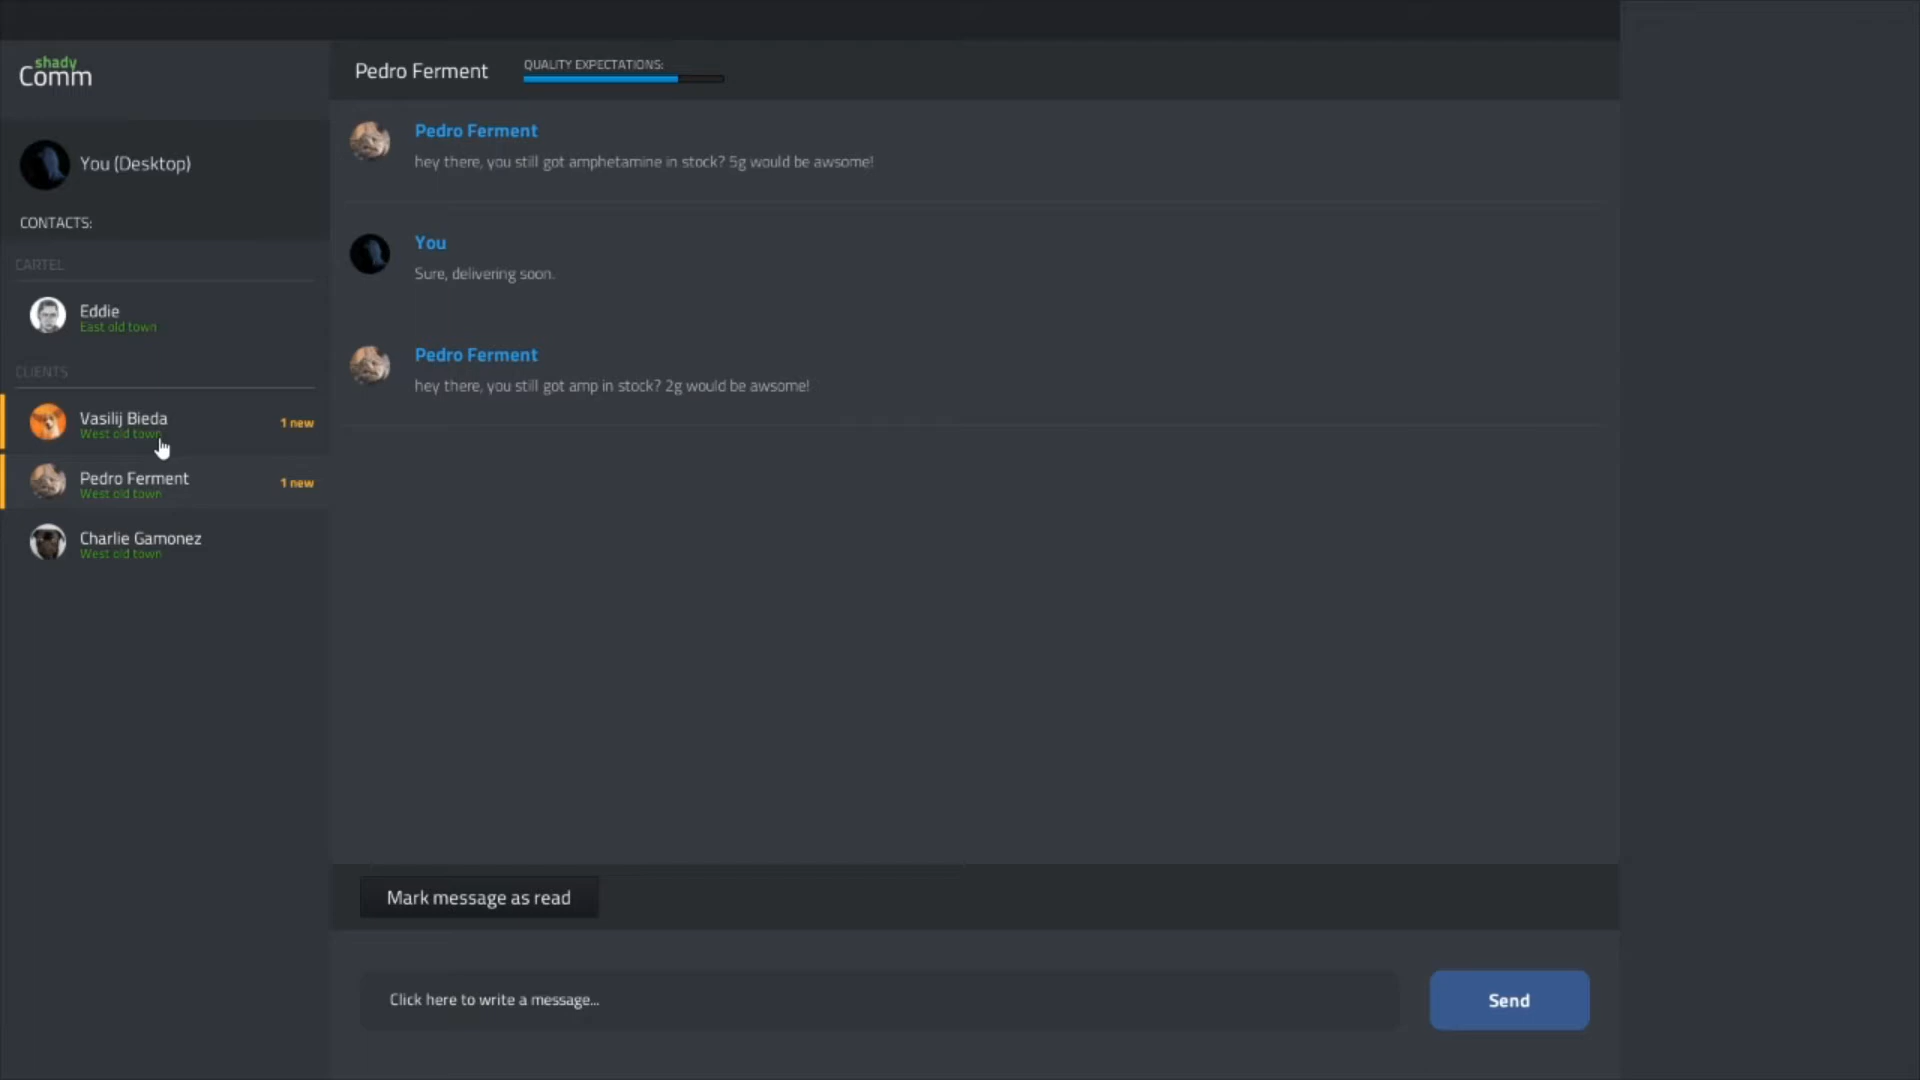 shady
Comm
You (Desktop)
CONTACTS:
CARTEL
Eddie
East old town
CLIENTS
Vasilij Bieda
West old town
1 new
Pedro Ferment
West old town
1 new
Charlie Gamonez
West old town
Pedro Ferment
QUALITY EXPECTATIONS:
Pedro Ferment
hey there, you still got amphetamine in stock? 5g would be awsome!
You
Sure, delivering soon.
Pedro Ferment
hey there, you still got amp in stock? 2g would be awsome!
Mark message as read
Click here to write a message...
Send